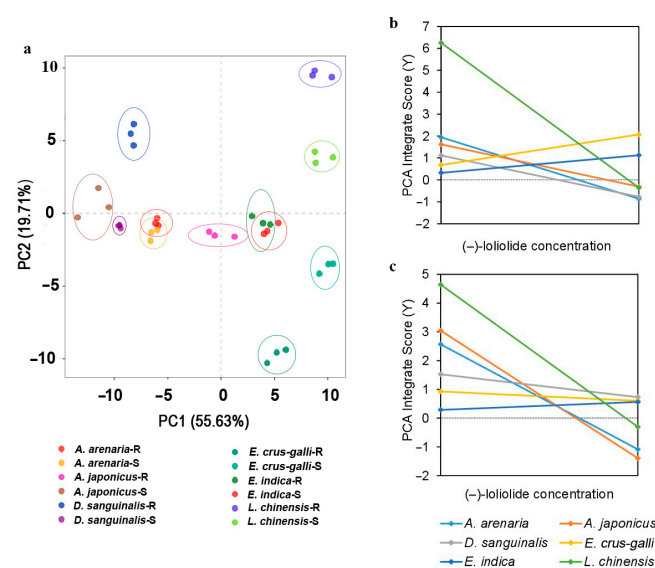 a
10
5
0
−5
−10
PC2 (19.71%)
−10
−5
0
5
10
PC1 (55.63%)
A. arenaria-R
A. arenaria-S
A. japonicus-R
A. japonicus-S
D. sanguinalis-R
D. sanguinalis-S
E. crus-galli-R
E. crus-galli-S
E. indica-R
E. indica-S
L. chinensis-R
L. chinensis-S
b
7
6
5
4
3
2
1
0
−1
−2
PCA Integrate Score (Y)
(−)-loliolide concentration
c
5
4
3
2
1
0
−1
−2
PCA Integrate Score (Y)
(−)-loliolide concentration
A. arenaria
A. japonicus
D. sanguinalis
E. crus-galli
E. indica
L. chinensis